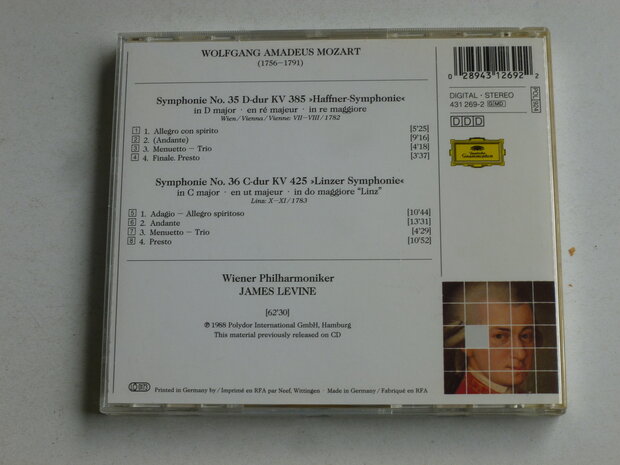 WOLFGANG AMADEUS MOZART
(1756–1791)
Symphonie No. 35 D-dur KV 385 »Haffner-Symphonie«
in D major · en ré majeur · in re maggiore
Wien/Vienna/Vienne: VII–VIII/1782
1 1. Allegro con spirito [5'25]
2 2. (Andante) [9'16]
3 3. Menuetto – Trio [4'18]
4 4. Finale. Presto [3'37]
Symphonie No. 36 C-dur KV 425 »Linzer Symphonie«
in C major · en ut majeur · in do maggiore "Linz"
Linz: X–XI/1783
5 1. Adagio – Allegro spiritoso [10'44]
6 2. Andante [13'31]
7 3. Menuetto – Trio [4'29]
8 4. Presto [10'52]
Wiener Philharmoniker
JAMES LEVINE
[62'30]
℗ 1988 Polydor International GmbH, Hamburg
This material previously released on CD
Printed in Germany by / Imprimé en RFA par Neef, Wittingen · Made in Germany / Fabriqué en RFA
0 28943 12692 2
DIGITAL · STEREO
431 269-2 GMD
POL 924
DDD
Deutsche
Grammophon